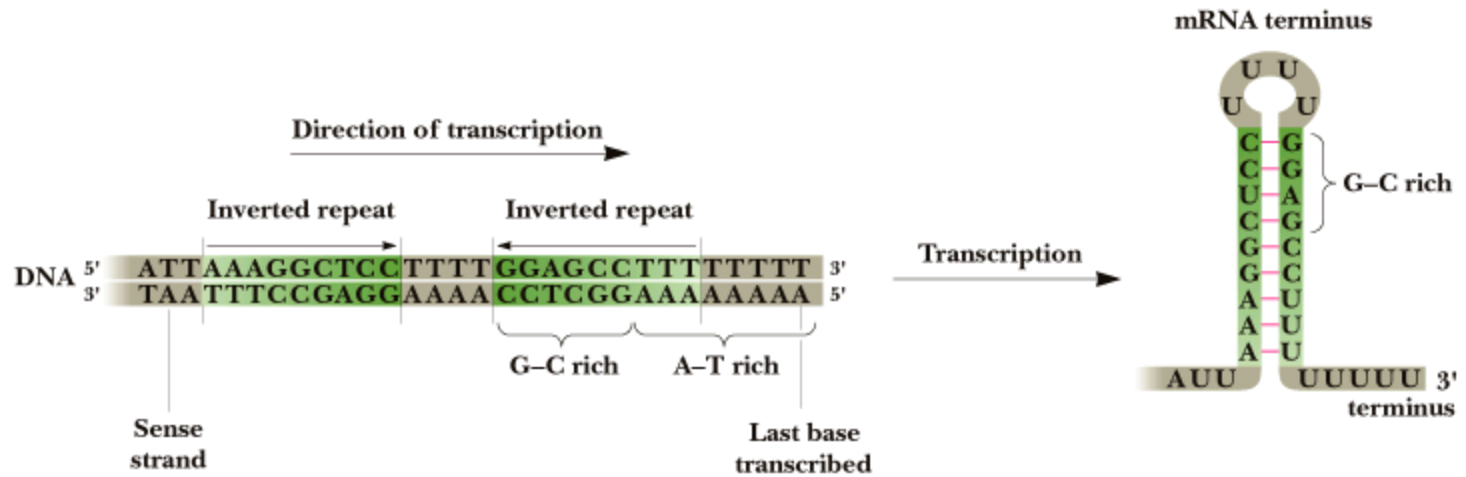 mRNA terminus
U U
U U
C G
C G
U A
C G
G C
G C
A U
A U
A U
G–C rich
AUU UUUUU 3'
terminus
Direction of transcription
Inverted repeat Inverted repeat
Transcription
DNA 5' ATTAAAGGCTCCTTTTGGAGCCTTTTTTTT 3'
3' TAATTTCCGAGGAAAACCTCGGAAAAAAAA 5'
G–C rich A–T rich
Sense
strand
Last base
transcribed